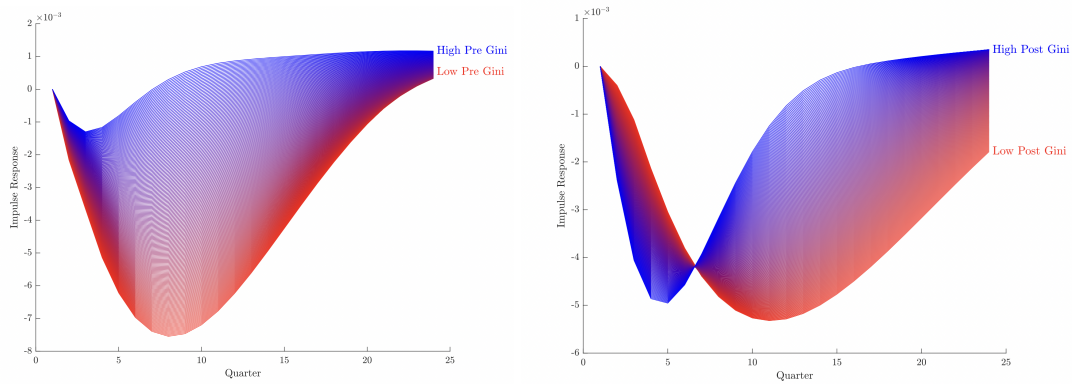 ×10⁻³
2
1
0
-1
-2
-3
-4
-5
-6
-7
-8
0 5 10 15 20 25
Quarter
Impulse Response
High Pre Gini
Low Pre Gini
×10⁻³
1
0
-1
-2
-3
-4
-5
-6
0 5 10 15 20 25
Quarter
Impulse Response
High Post Gini
Low Post Gini